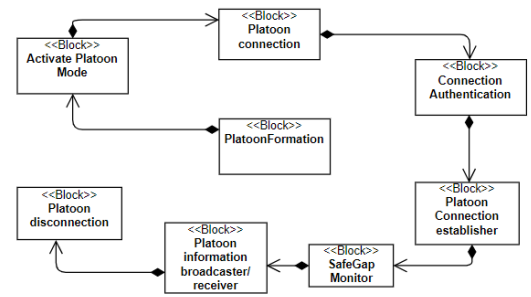 <<Block>>
Activate Platoon
Mode
<<Block>>
Platoon
connection
<<Block>>
Connection
Authentication
<<Block>>
PlatoonFormation
<<Block>>
Platoon
disconnection
<<Block>>
Platoon
information
broadcaster/
receiver
<<Block>>
SafeGap
Monitor
<<Block>>
Platoon
Connection
establisher